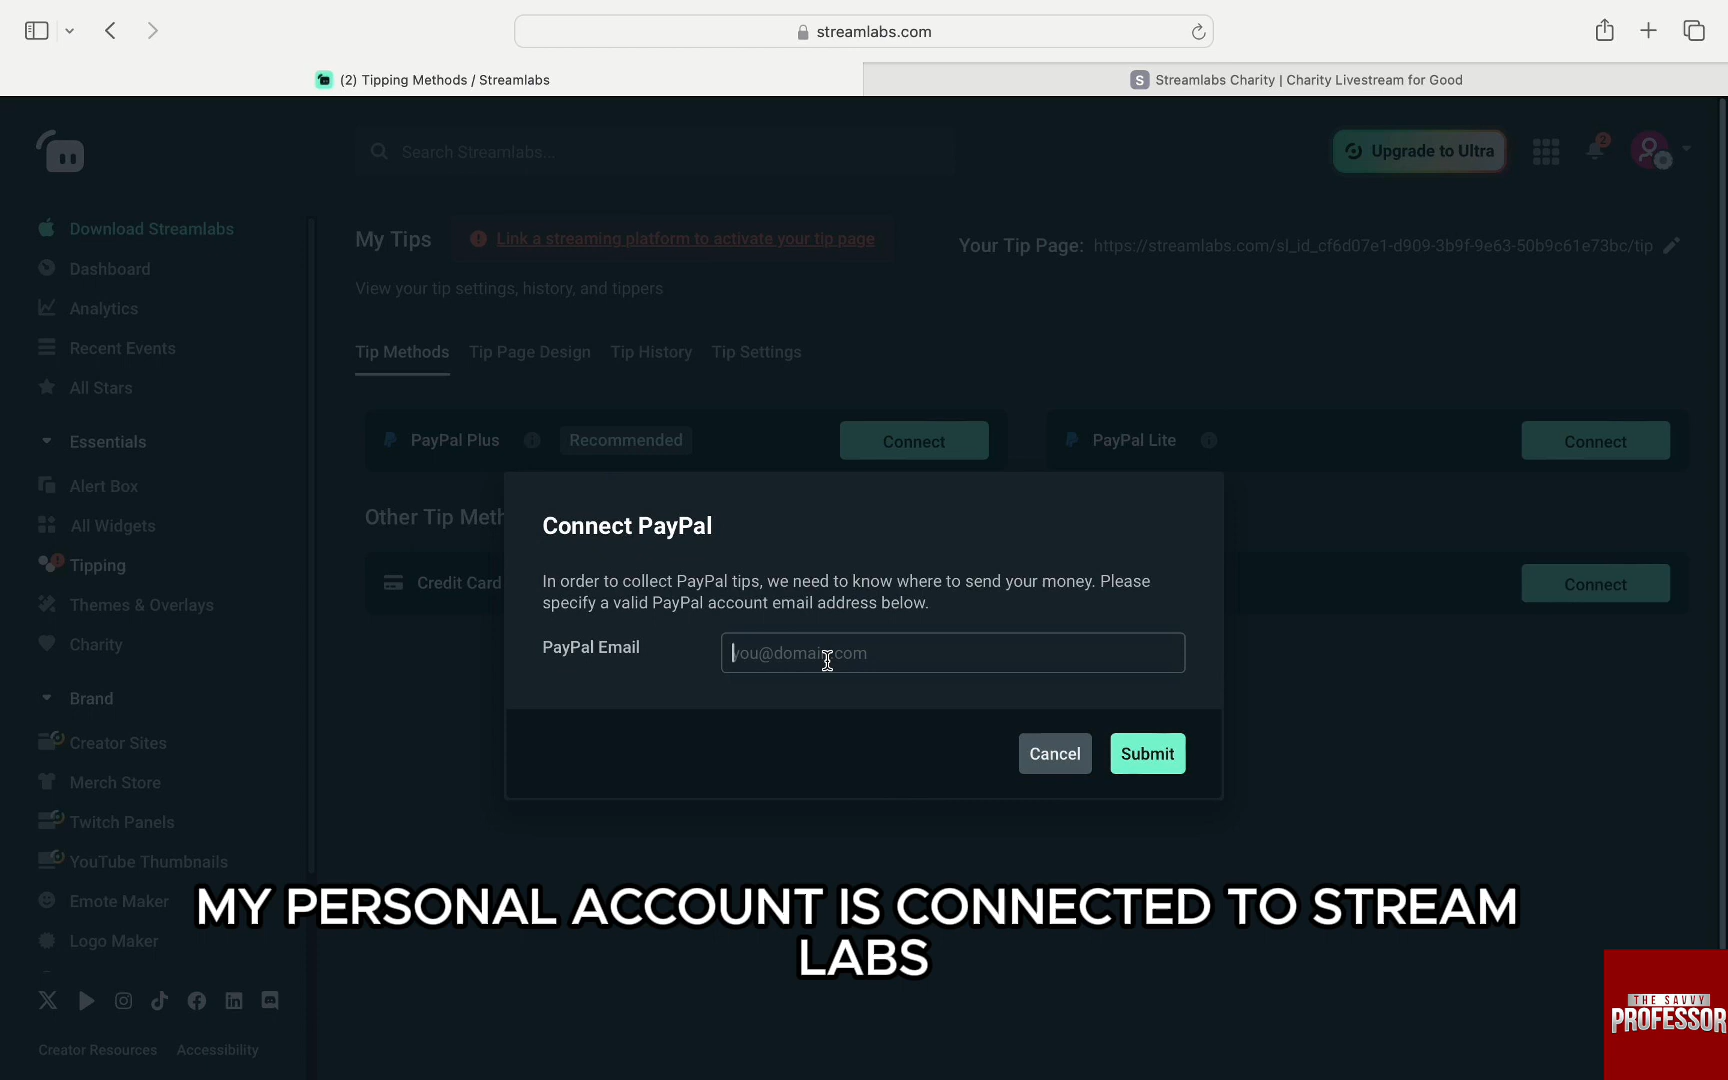 streamlabs.com
(2) Tipping Methods / Streamlabs
S Streamlabs Charity | Charity Livestream for Good
Search Streamlabs...
Upgrade to Ultra
2
Download Streamlabs
Dashboard
Analytics
Recent Events
All Stars
Essentials
Alert Box
All Widgets
Tipping
Themes & Overlays
Charity
Brand
Creator Sites
Merch Store
Twitch Panels
YouTube Thumbnails
Emote Maker
Logo Maker
Creator Resources Accessibility
My Tips
Link a streaming platform to activate your tip page
Your Tip Page: https://streamlabs.com/sl_id_cf6d07e1-d909-3b9f-9e63-50b9c61e73bc/tip
View your tip settings, history, and tippers
Tip Methods Tip Page Design Tip History Tip Settings
PayPal Plus Recommended Connect
PayPal Lite Connect
Other Tip Meth
Credit Card
Connect
Connect PayPal
In order to collect PayPal tips, we need to know where to send your money. Please
specify a valid PayPal account email address below.
PayPal Email
you@domain.com
Cancel Submit
MY PERSONAL ACCOUNT IS CONNECTED TO STREAM
LABS
THE SAVVY
PROFESSOR